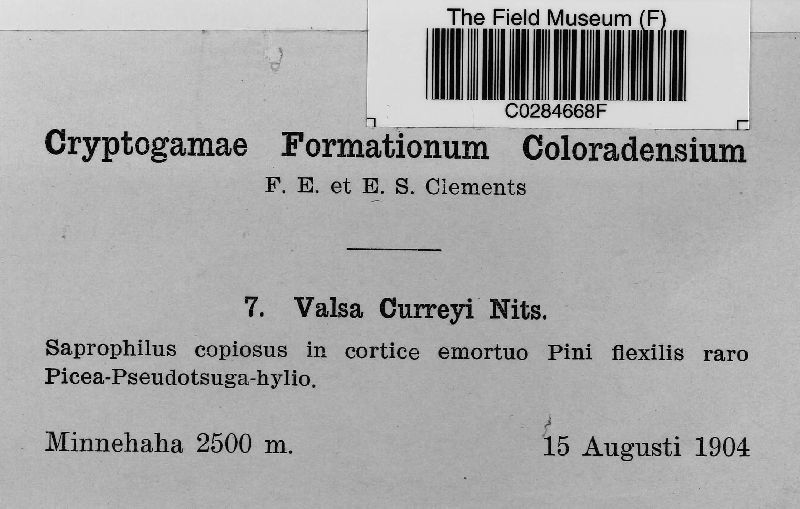 The Field Museum (F)
C0284668F
Cryptogamae Formationum Coloradensium
F. E. et E. S. Clements
7. Valsa Curreyi Nits.
Saprophilus copiosus in cortice emortuo Pini flexilis raro
Picea-Pseudotsuga-hylio.
Minnehaha 2500 m. 15 Augusti 1904